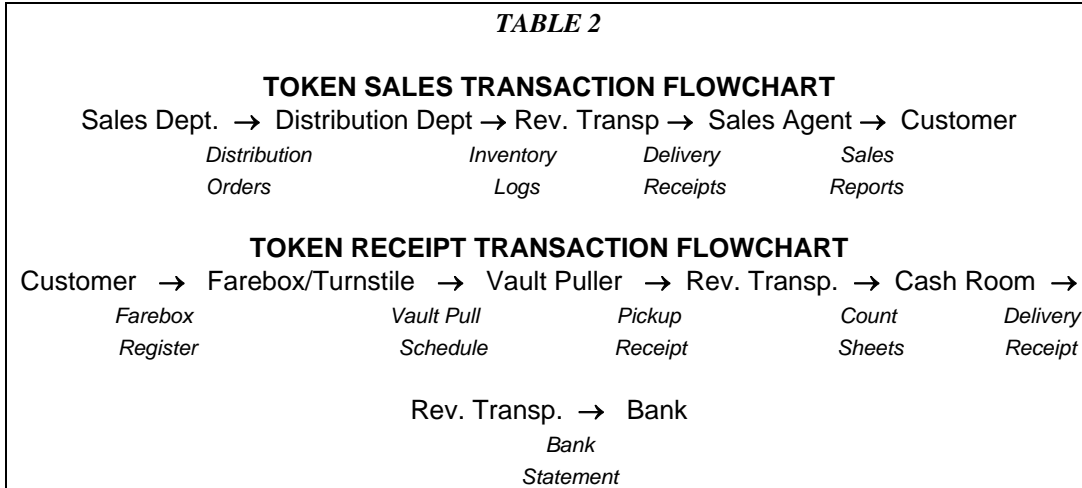 TABLE 2
TOKEN SALES TRANSACTION FLOWCHART
Sales Dept. → Distribution Dept → Rev. Transp → Sales Agent → Customer
Distribution Inventory Delivery Sales
Orders Logs Receipts Reports
TOKEN RECEIPT TRANSACTION FLOWCHART
Customer → Farebox/Turnstile → Vault Puller → Rev. Transp. → Cash Room →
Farebox Vault Pull Pickup Count Delivery
Register Schedule Receipt Sheets Receipt
Rev. Transp. → Bank
Bank
Statement